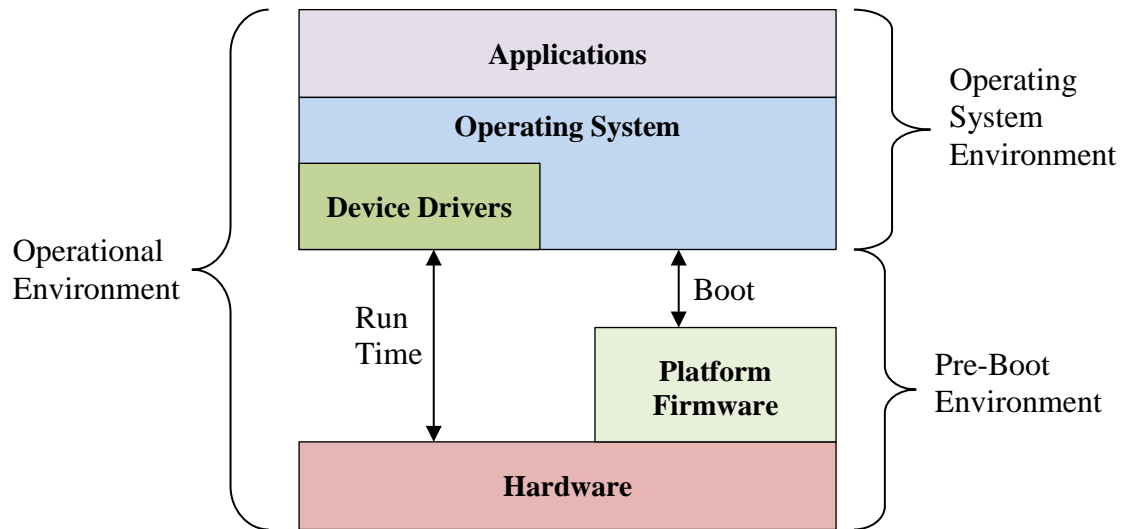 Applications
Operating System
Device Drivers
Operating
System
Environment
Operational
Environment
Run
Time
Boot
Platform
Firmware
Pre-Boot
Environment
Hardware